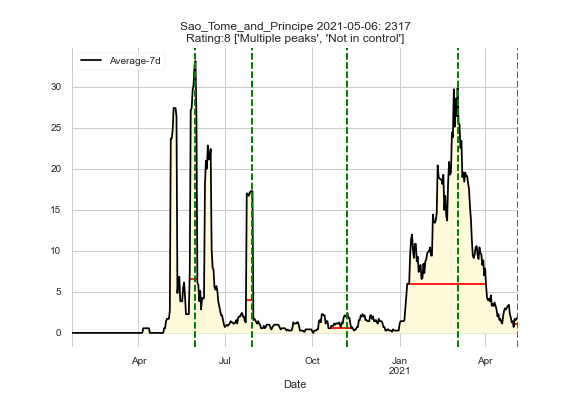 Sao_Tome_and_Principe 2021-05-06: 2317
Rating:8 ['Multiple peaks', 'Not in control']
Average-7d
30
25
20
15
10
5
0
Apr
Jul
Oct
Jan
2021
Apr
Date